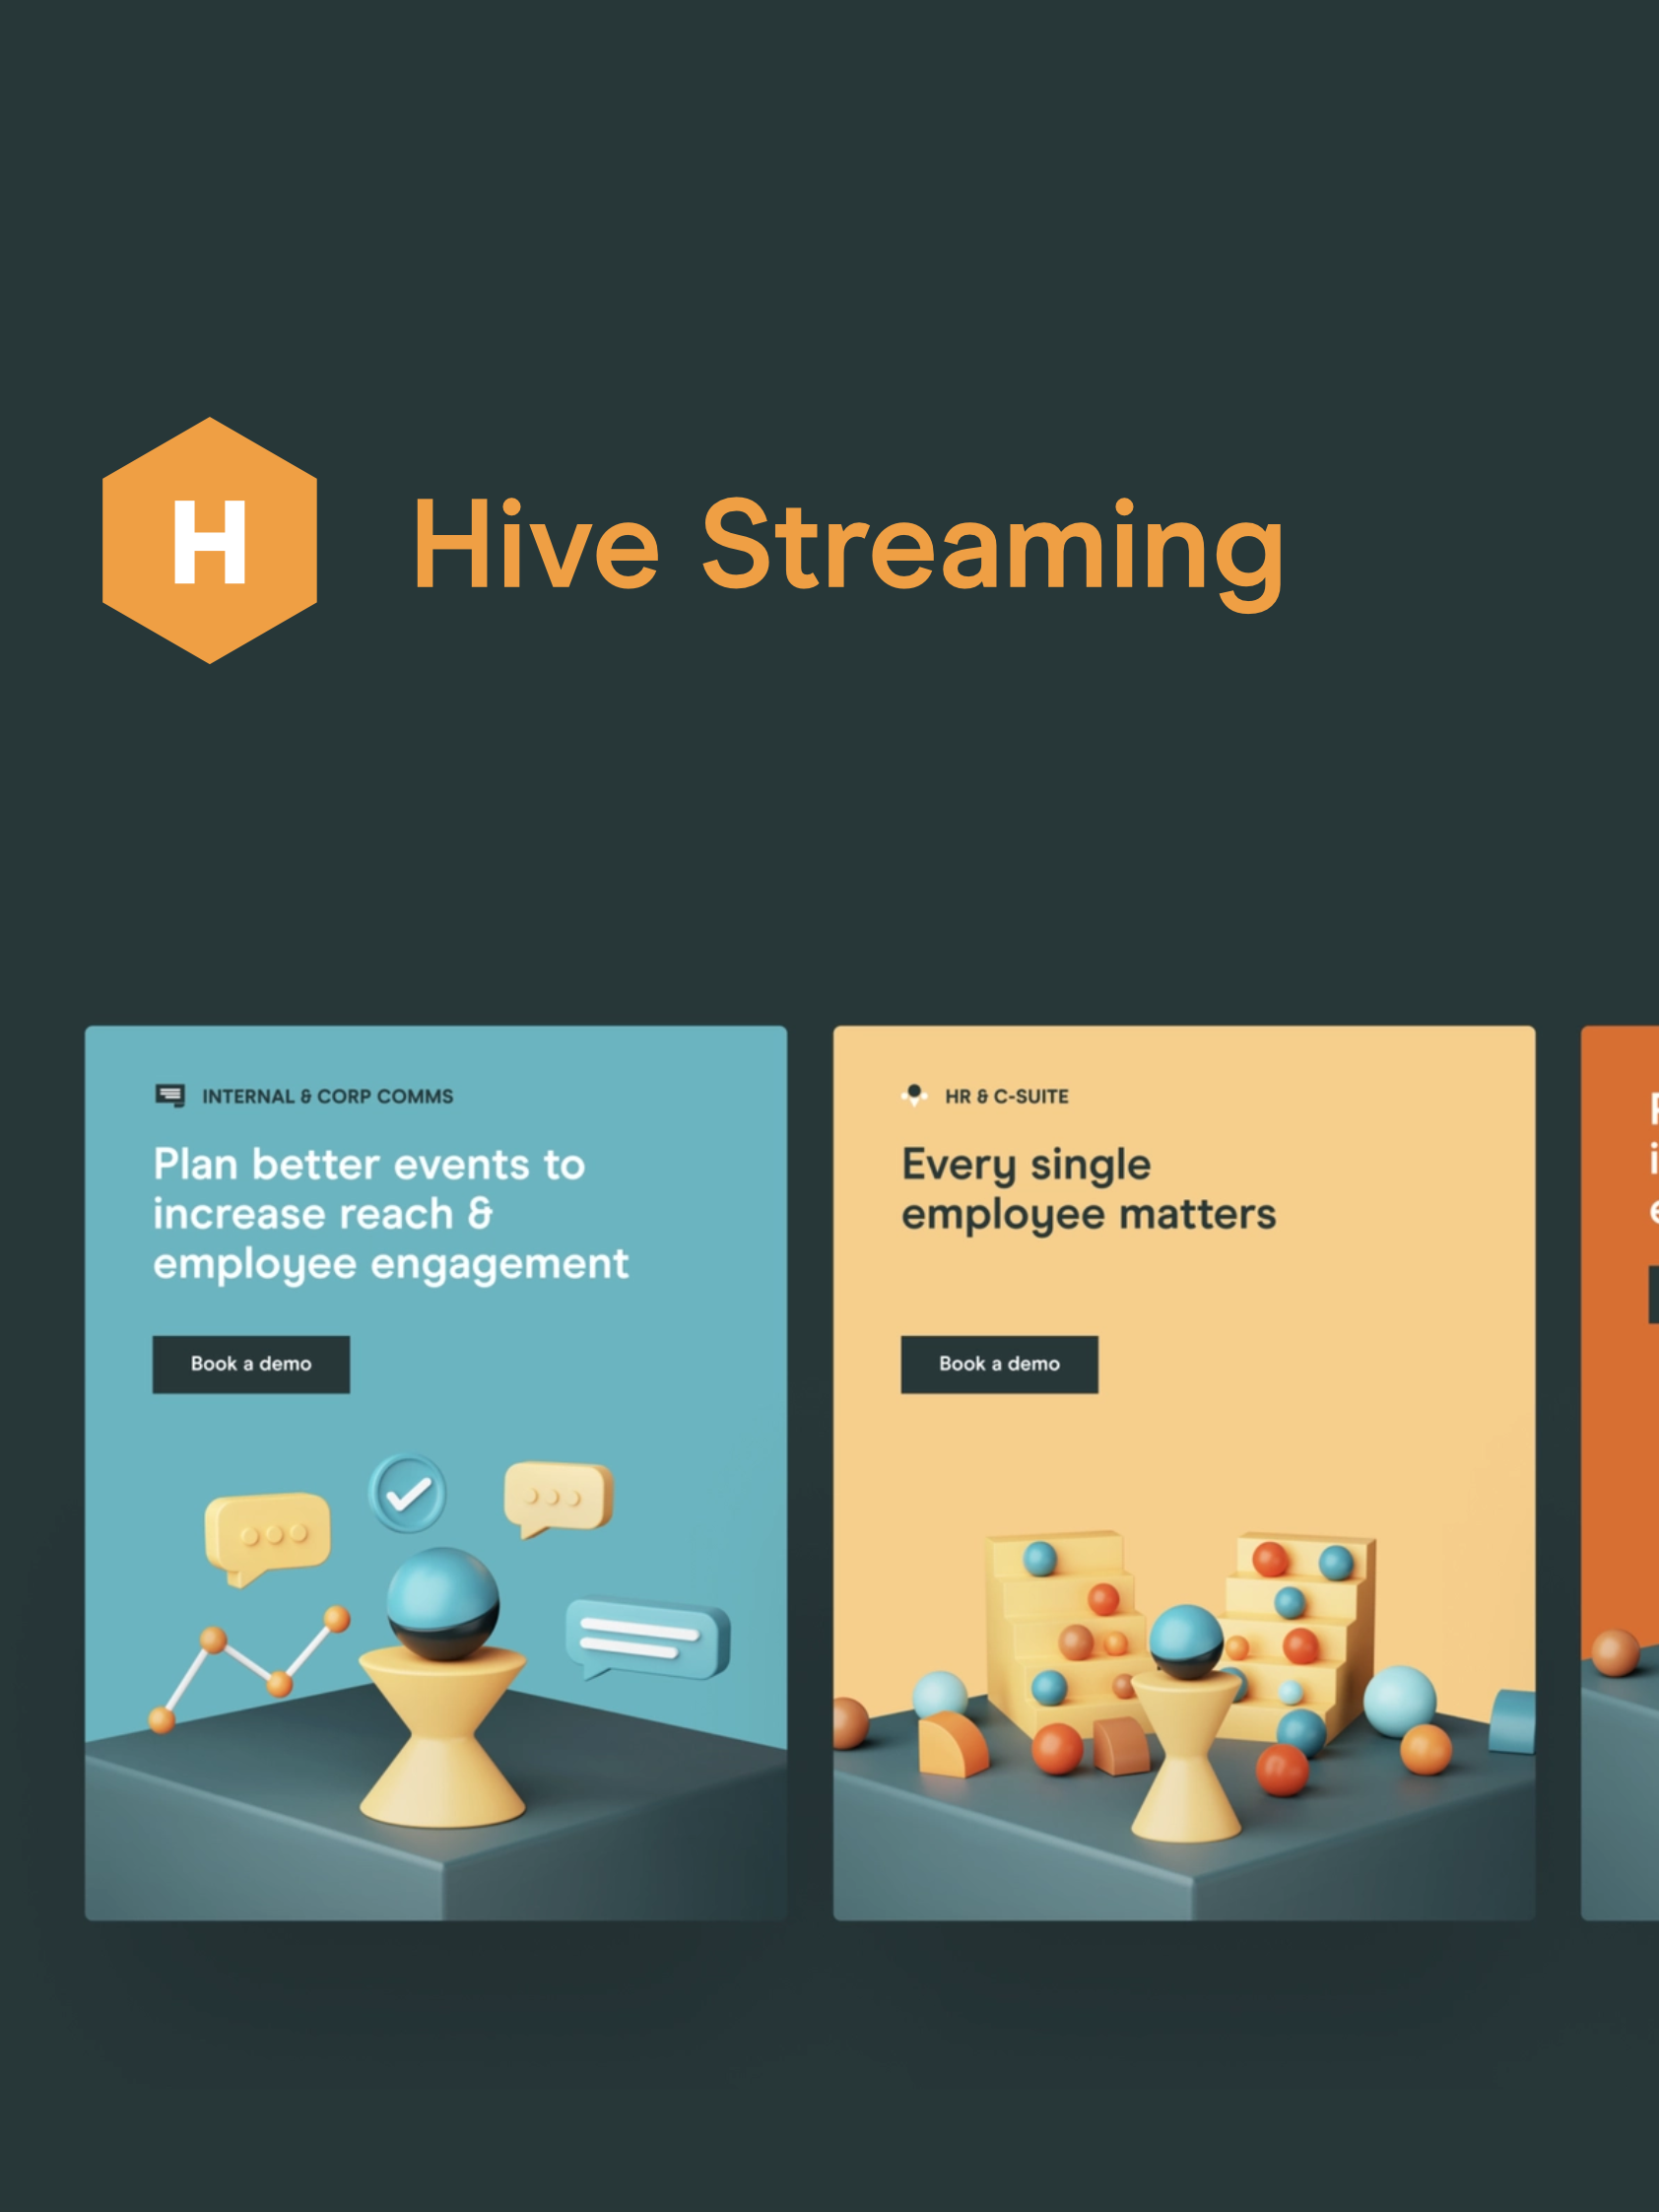 H
Hive Streaming
INTERNAL & CORP COMMS
Plan better events to
increase reach &
employee engagement
Book a demo
HR & C-SUITE
Every single
employee matters
Book a demo